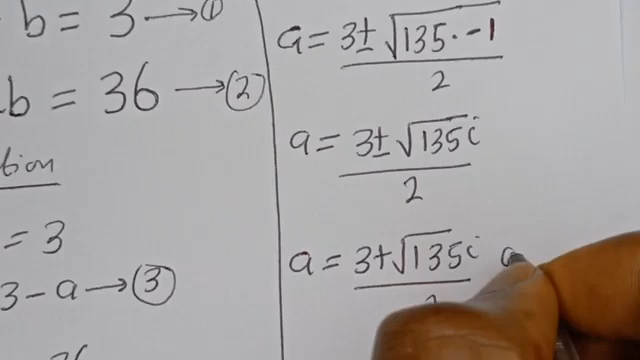 b = 3 → ①
b = 36 → ②
tion
= 3
3 - a → ③
a = 3 ± √135 · -1 / 2
a = 3 ± √135 i / 2
a = 3 + √135 i